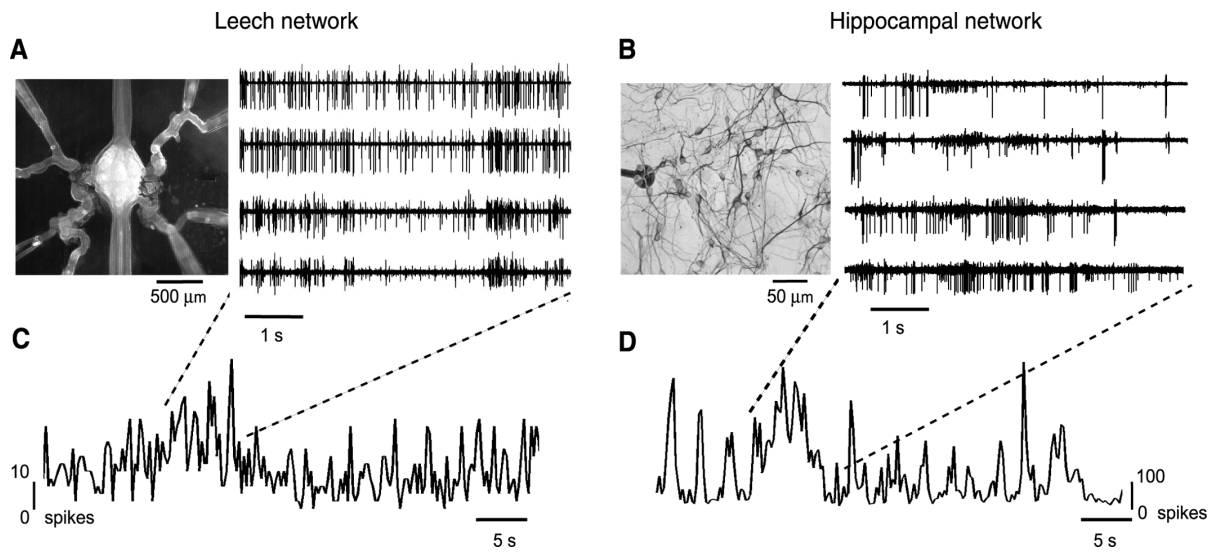 Leech network
Hippocampal network
A
B
500 µm
1 s
50 µm
1 s
C
D
10
0 spikes
5 s
100
0 spikes
5 s